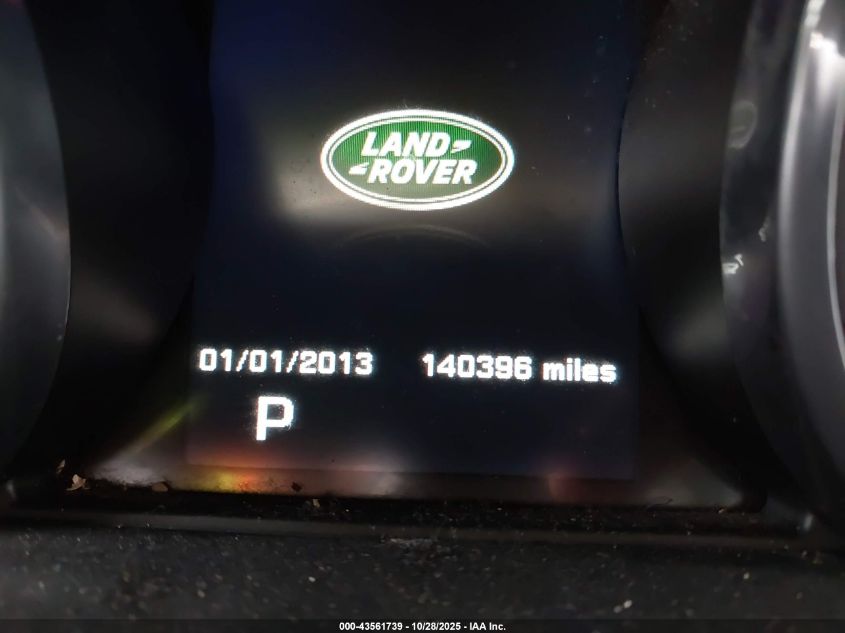 LAND
ROVER
01/01/2013 140396 miles
P
000-43561739 - 10/28/2025 - IAA Inc.